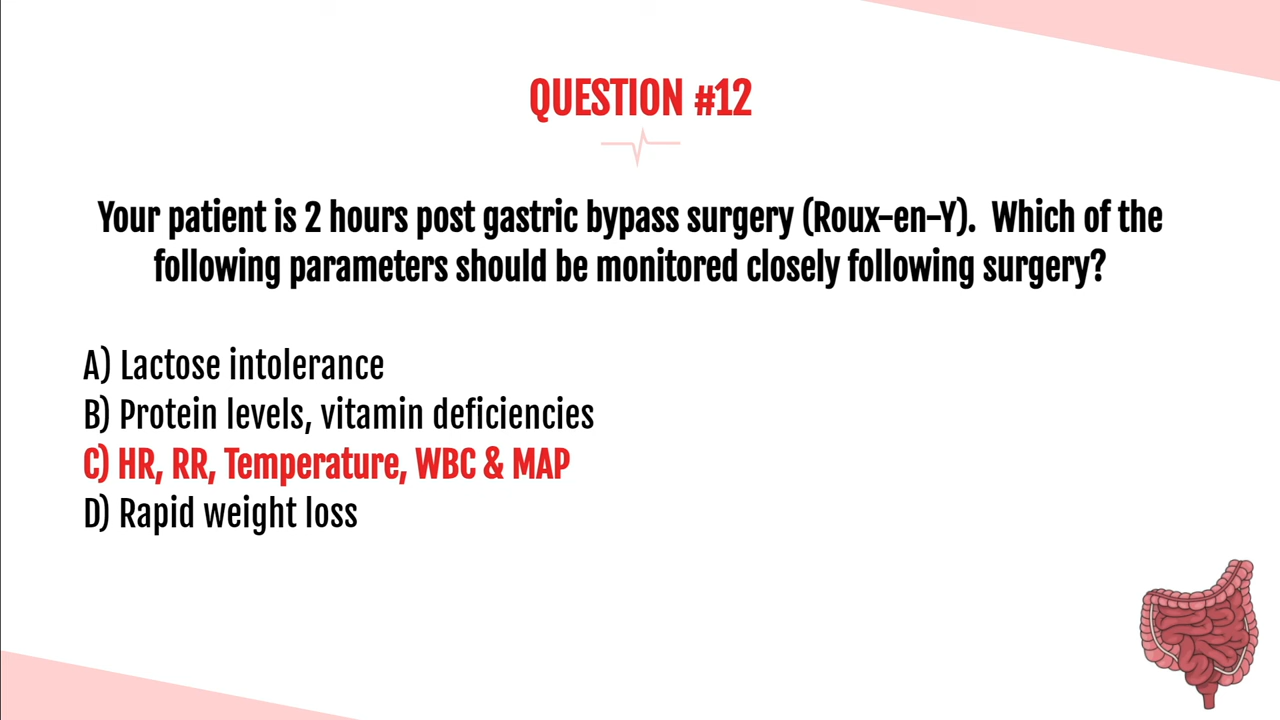 QUESTION #12
Your patient is 2 hours post gastric bypass surgery (Roux-en-Y).  Which of the
following parameters should be monitored closely following surgery?
A) Lactose intolerance
B) Protein levels, vitamin deficiencies
C) HR, RR, Temperature, WBC & MAP
D) Rapid weight loss